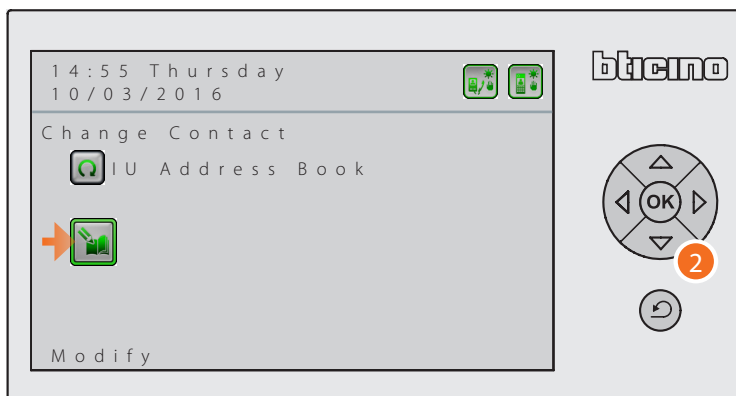 14:55 Thursday
10/03/2016
bticino
Change Contact
IU Address Book
OK
2
Modify